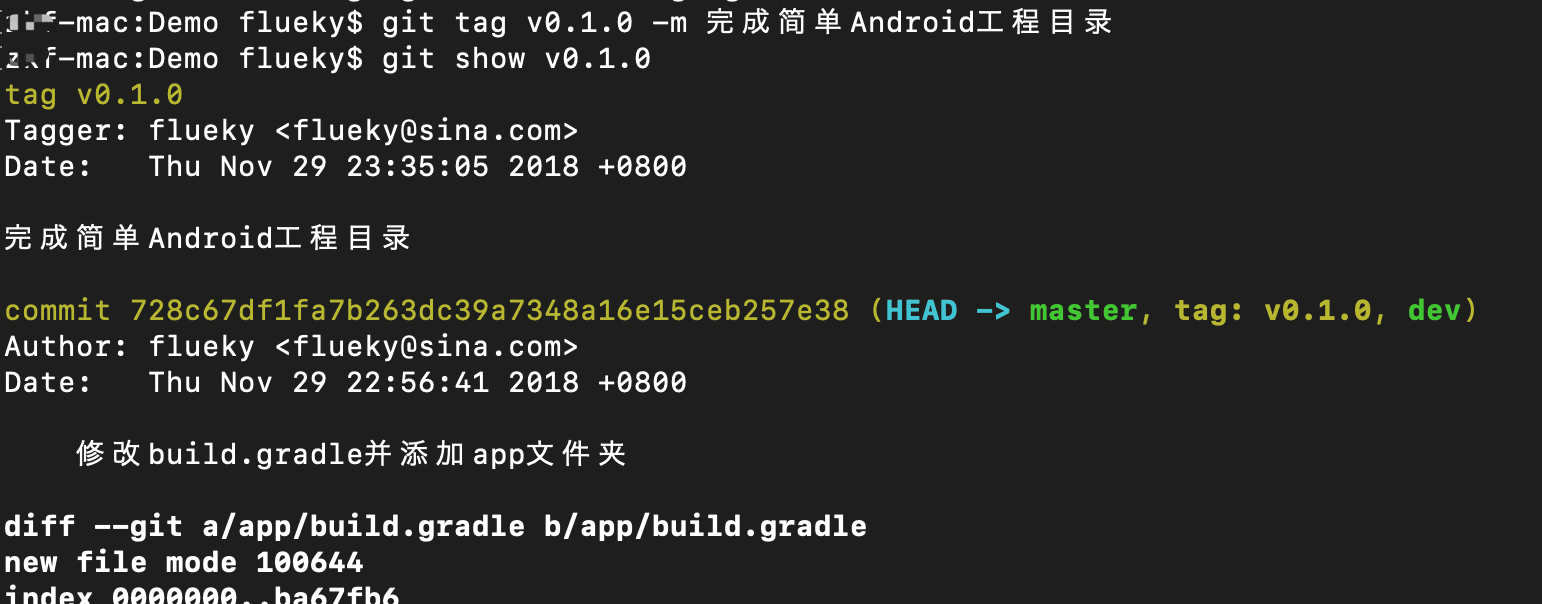 -mac:Demo flueky$ git tag v0.1.0 -m 完成简单Android工程目录
-mac:Demo flueky$ git show v0.1.0
tag v0.1.0
Tagger: flueky <flueky@sina.com>
Date:   Thu Nov 29 23:35:05 2018 +0800
完成简单Android工程目录
commit 728c67df1fa7b263dc39a7348a16e15ceb257e38 (HEAD -> master, tag: v0.1.0, dev)
Author: flueky <flueky@sina.com>
Date:   Thu Nov 29 22:56:41 2018 +0800
修改build.gradle并添加app文件夹
diff --git a/app/build.gradle b/app/build.gradle
new file mode 100644
index 0000000..ba67fb6